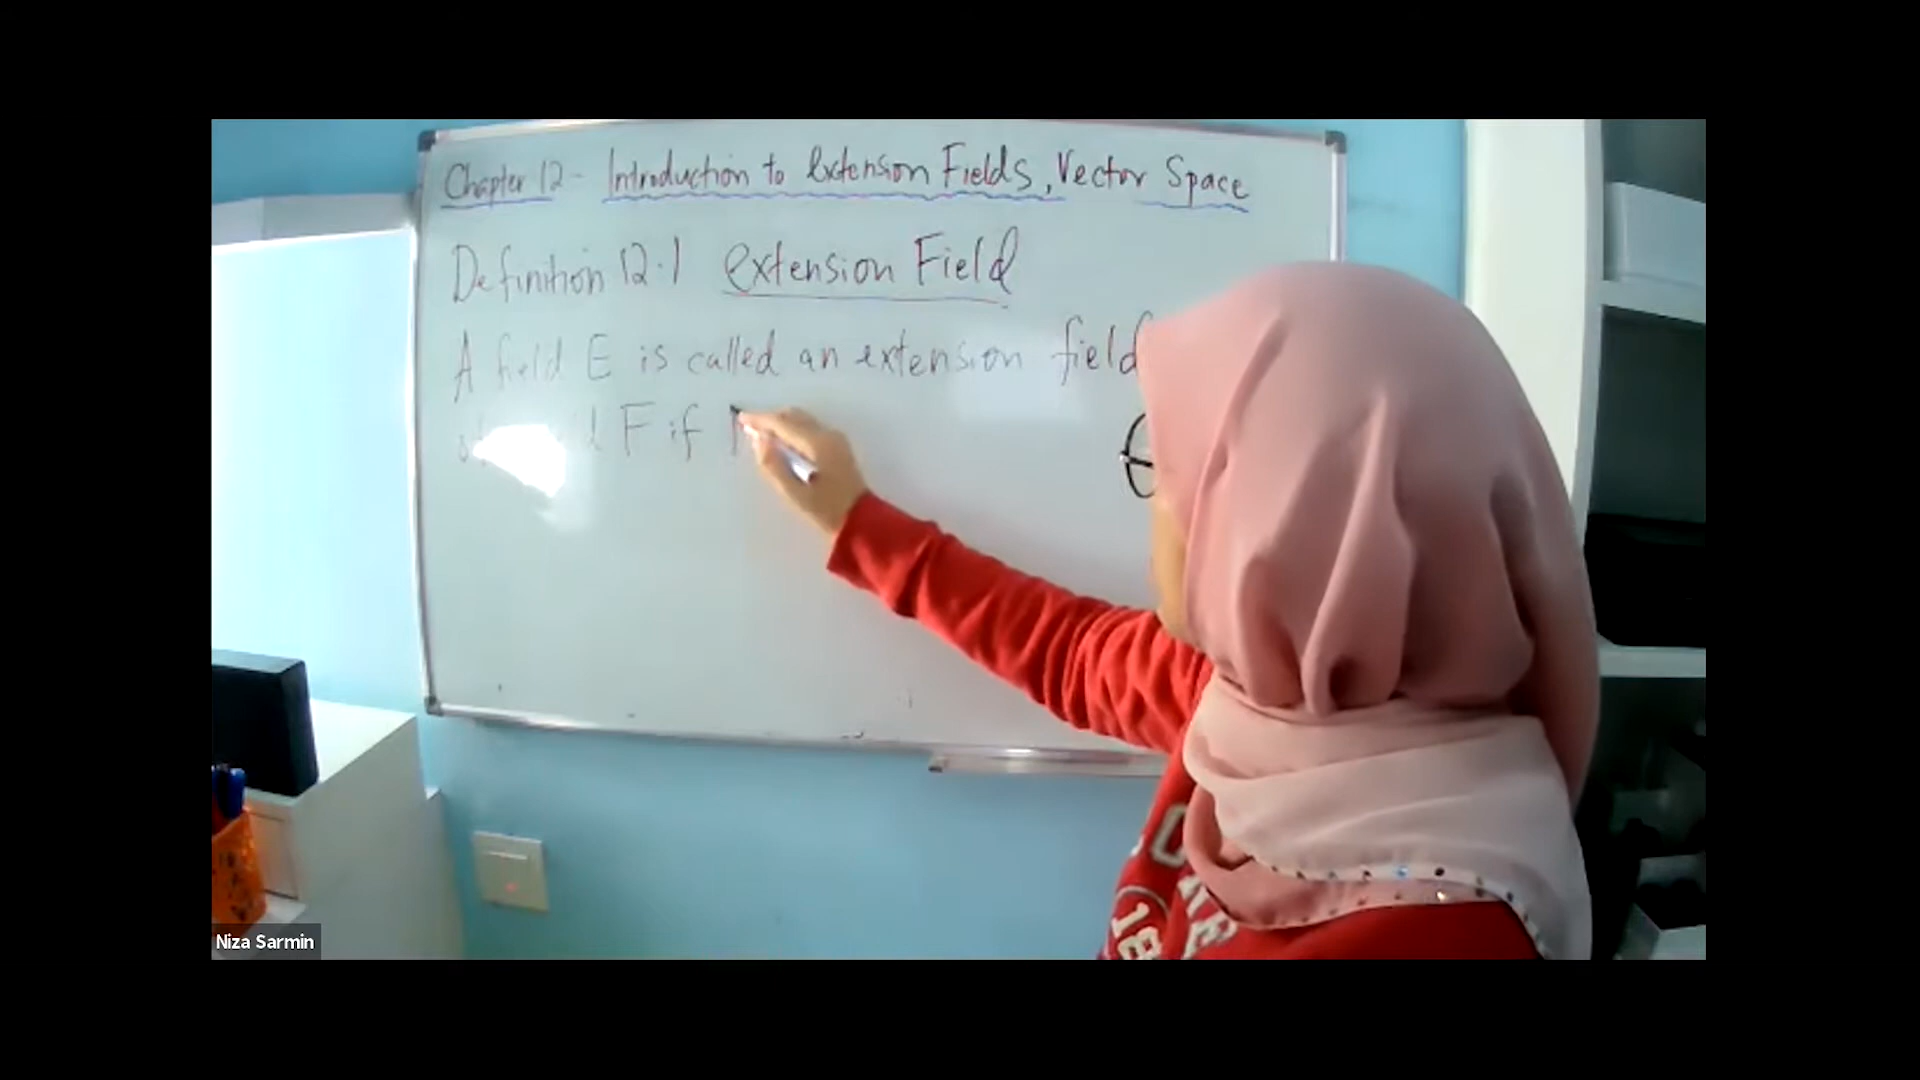 Chapter 12 - Introduction to Extension Fields, Vector Space
Definition 12.1 Extension Field
A field E is called an extension field
F if
Niza Sarmin
18